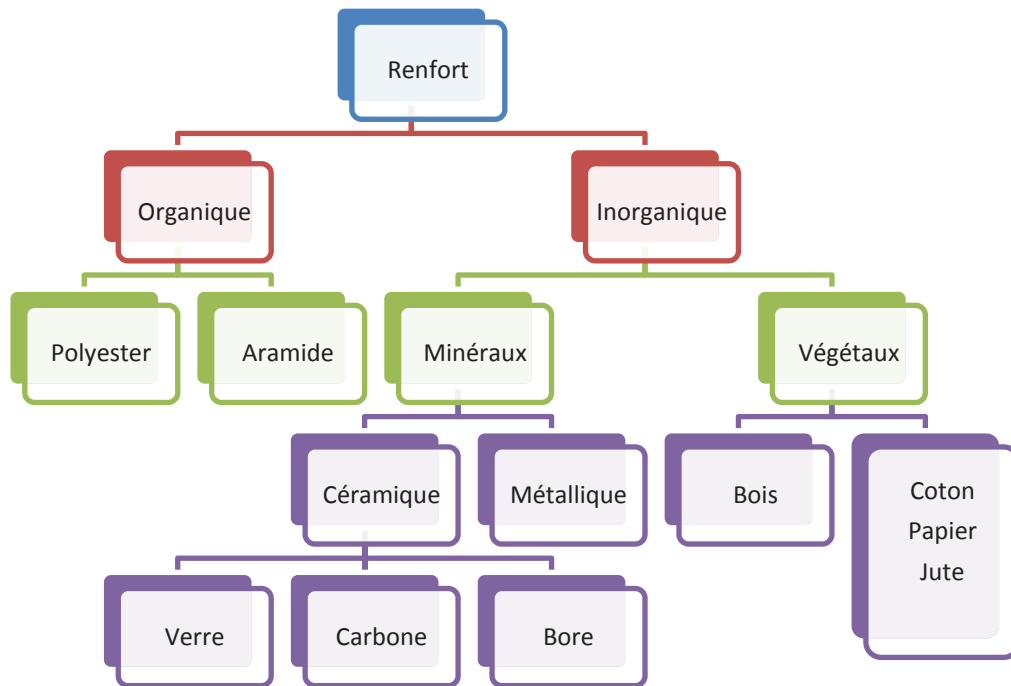 Renfort
Organique
Inorganique
Polyester
Aramide
Minéraux
Végétaux
Céramique
Métallique
Bois
Coton
Papier
Jute
Verre
Carbone
Bore